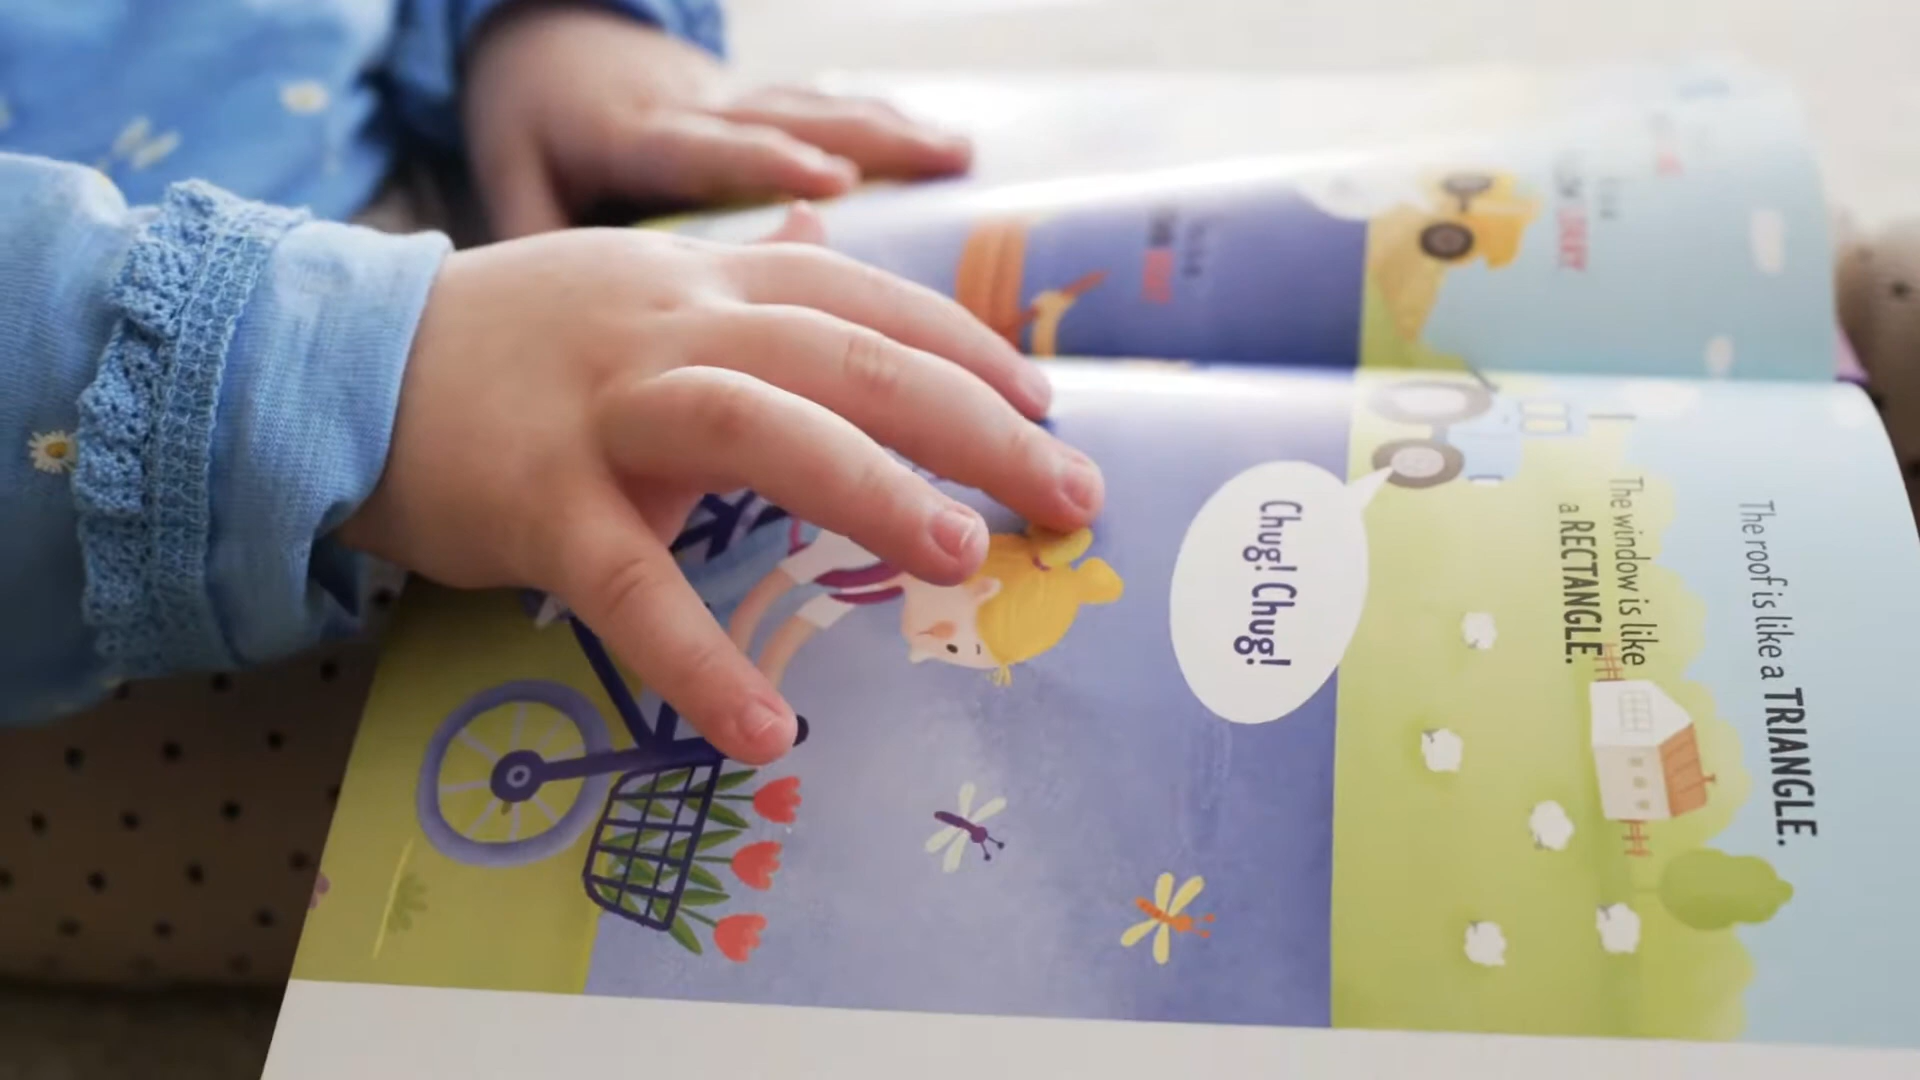 The roof is like a TRIANGLE.
The window is like
a RECTANGLE.
Chug! Chug!